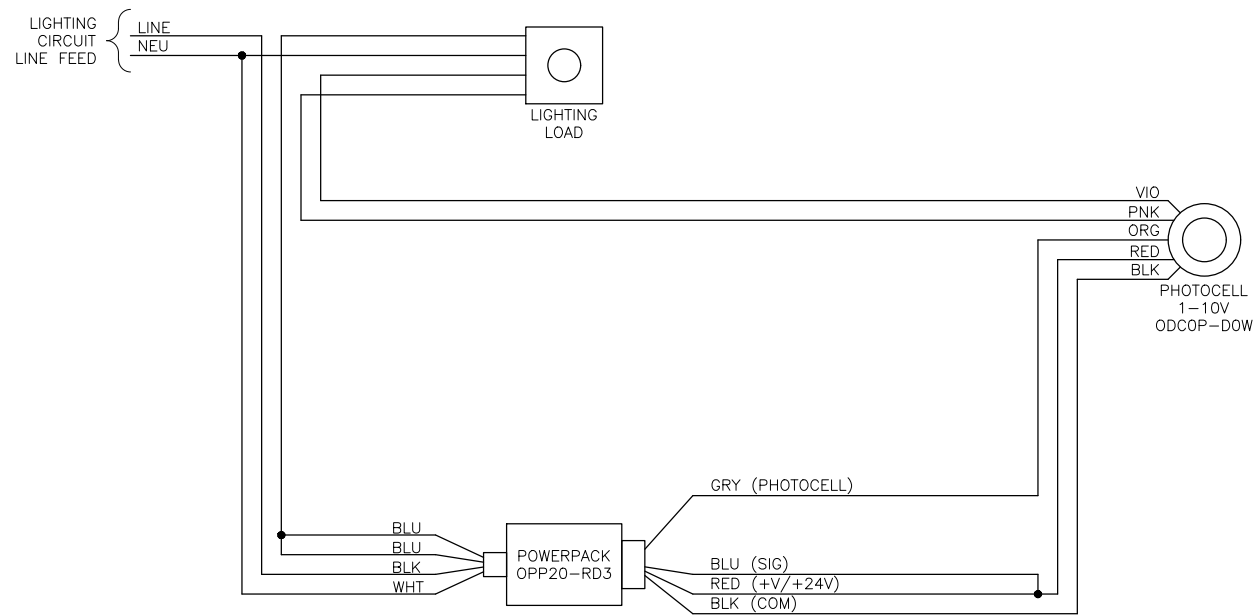 LIGHTING
CIRCUIT
LINE FEED
LINE
NEU
LIGHTING
LOAD
VIO
PNK
ORG
RED
BLK
PHOTOCELL
1-10V
ODC0P-DOW
GRY (PHOTOCELL)
BLU
BLU
BLK
WHT
POWERPACK
OPP20-RD3
BLU (SIG)
RED (+V/+24V)
BLK (COM)